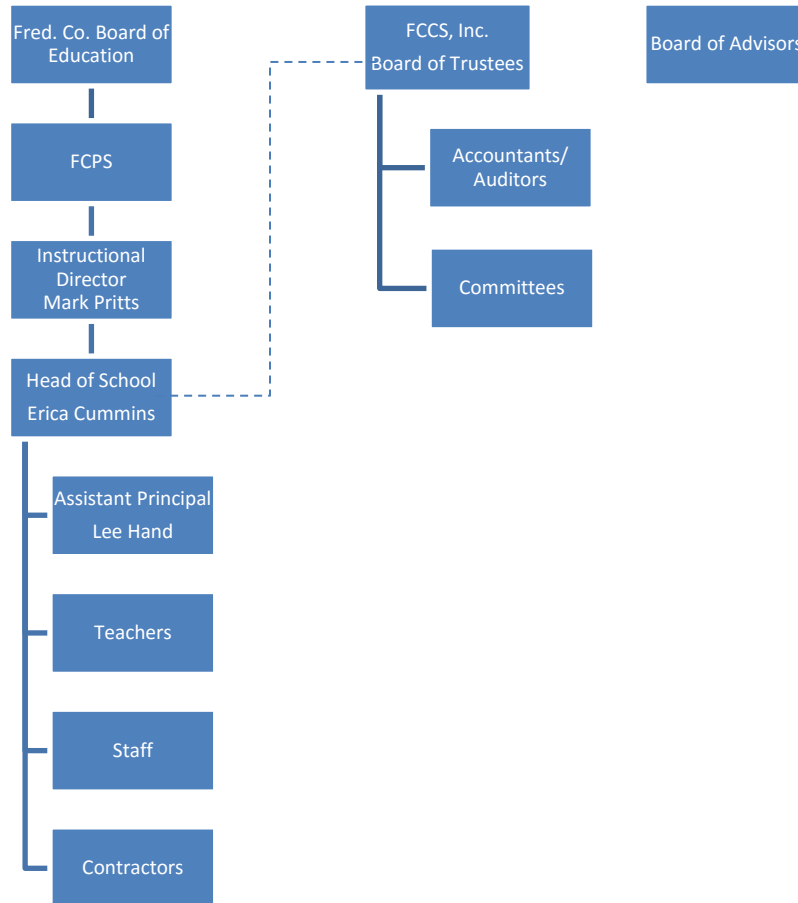 Fred. Co. Board of
Education
FCPS
Instructional
Director
Mark Pritts
Head of School
Erica Cummins
Assistant Principal
Lee Hand
Teachers
Staff
Contractors
FCCS, Inc.
Board of Trustees
Accountants/
Auditors
Committees
Board of Advisors